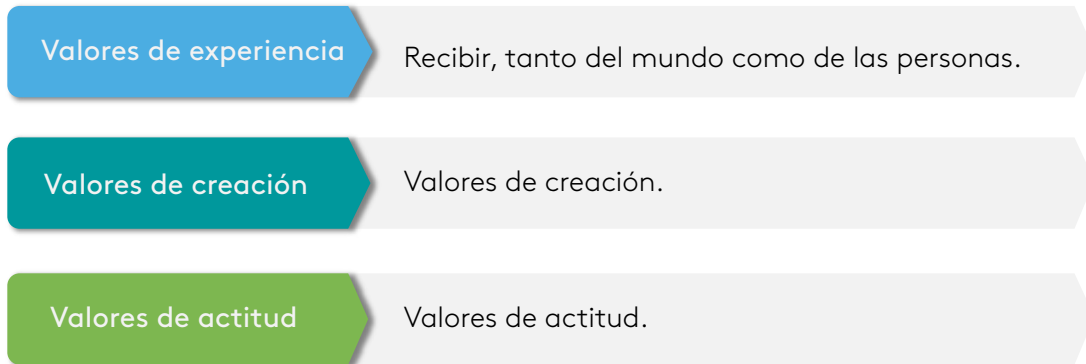 Valores de experiencia
Recibir, tanto del mundo como de las personas.
Valores de creación
Valores de creación.
Valores de actitud
Valores de actitud.